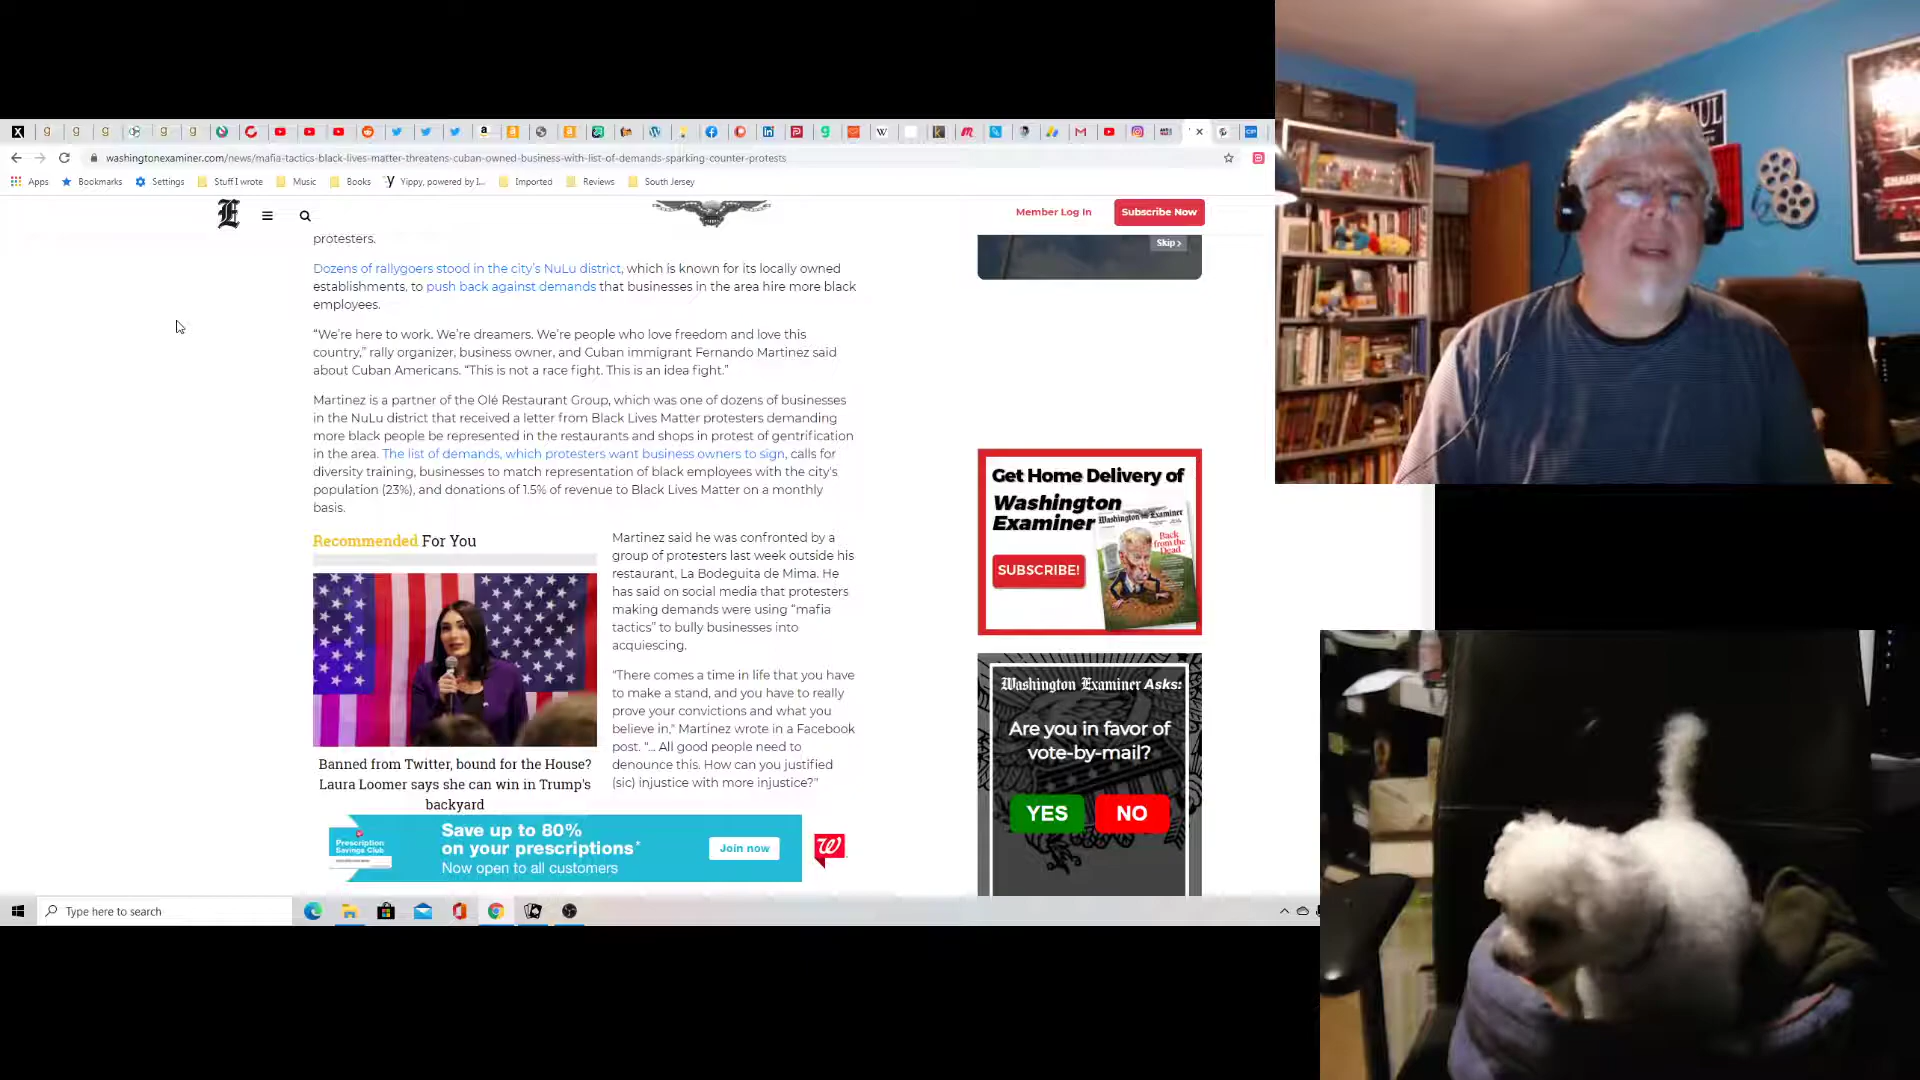 washingtonexaminer.com/news/mafia-tactics-black-lives-matter-threatens-cuban-owned-business-with-list-of-demands-sparking-counter-protests
Apps Bookmarks Settings Stuff I wrote Music Books Yippy, powered by I... Imported Reviews South Jersey
Member Log In Subscribe Now
protesters.
Skip >
Dozens of rallygoers stood in the city's NuLu district, which is known for its locally owned
establishments, to push back against demands that businesses in the area hire more black
employees.
“We're here to work. We're dreamers. We're people who love freedom and love this
country,” rally organizer, business owner, and Cuban immigrant Fernando Martinez said
about Cuban Americans. “This is not a race fight. This is an idea fight.”
Martinez is a partner of the Olé Restaurant Group, which was one of dozens of businesses
in the NuLu district that received a letter from Black Lives Matter protesters demanding
more black people be represented in the restaurants and shops in protest of gentrification
in the area. The list of demands, which protesters want business owners to sign, calls for
diversity training, businesses to match representation of black employees with the city's
population (23%), and donations of 1.5% of revenue to Black Lives Matter on a monthly
basis.
Recommended For You
Banned from Twitter, bound for the House?
Laura Loomer says she can win in Trump's
backyard
Martinez said he was confronted by a
group of protesters last week outside his
restaurant, La Bodeguita de Mima. He
has said on social media that protesters
making demands were using “mafia
tactics” to bully businesses into
acquiescing.
“There comes a time in life that you have
to make a stand, and you have to really
prove your convictions and what you
believe in,” Martinez wrote in a Facebook
post. “... All good people need to
denounce this. How can you justified
(sic) injustice with more injustice?”
Get Home Delivery of
Washington
Examiner
SUBSCRIBE!
Washington Examiner
Back
from the
Dead
Washington Examiner Asks:
Are you in favor of
vote-by-mail?
YES NO
Prescription
Savings Club
Save up to 80%
on your prescriptions*
Now open to all customers
Join now
Type here to search